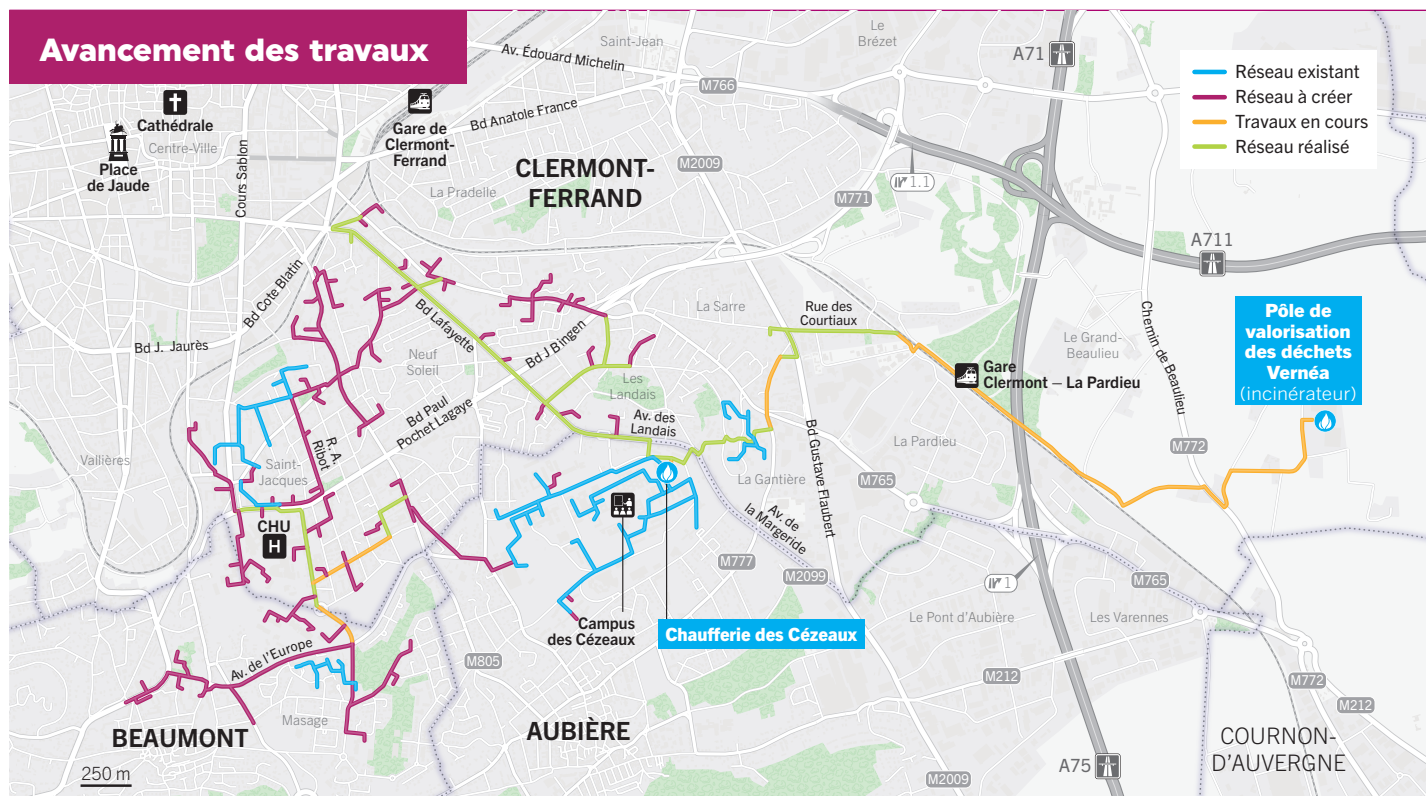 Avancement des travaux
Réseau existant
Réseau à créer
Travaux en cours
Réseau réalisé
Saint-Jean
Le
Brézet
A71
Av. Édouard Michelin
M766
Cathédrale
Centre-Ville
Place
de Jaude
Cours Sablon
Gare de
Clermont-
Ferrand
Bd Anatole France
La Pradelle
CLERMONT-
FERRAND
M2009
1.1
M771
A711
Bd Cote Blatin
Bd J. Jaurès
Bd Lafayette
Neuf
Soleil
Bd J Bingen
La Sarre
Rue des
Courtiaux
Le Grand-
Beaulieu
Chemin de Beaulieu
Pôle de
valorisation
des déchets
Vernéa
(incinérateur)
Gare
Clermont – La Pardieu
Les
Landais
Bd Paul
Pochet Lagaye
Av. des
Landais
R. A.
Ribot
Vallières
Saint-
Jacques
La Pardieu
M772
Bd Gustave Flaubert
La Gantière
M765
CHU
H
Av. de
la Margeride
M777
M2099
1
M765
Campus
des Cézeaux
Chaufferie des Cézeaux
Le Pont d'Aubière
Les Varennes
Av. de l'Europe
M805
M212
M772
M212
Masage
BEAUMONT
AUBIÈRE
COURNON-
D'AUVERGNE
250 m
A75
M2009